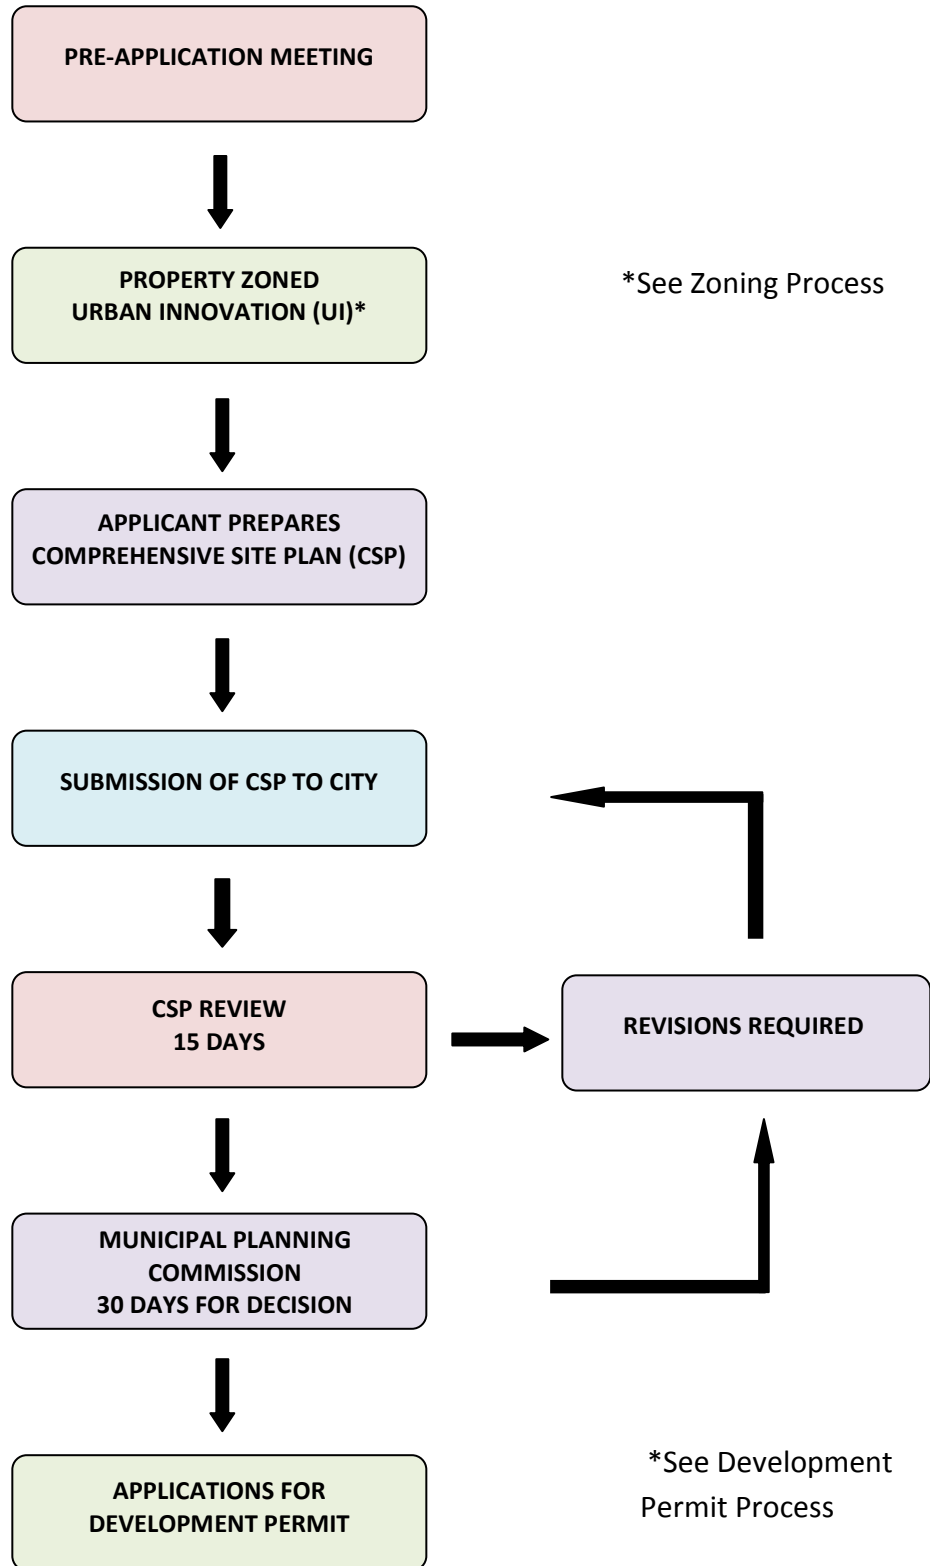 PRE-APPLICATION MEETING
PROPERTY ZONED
URBAN INNOVATION (UI)*
*See Zoning Process
APPLICANT PREPARES
COMPREHENSIVE SITE PLAN (CSP)
SUBMISSION OF CSP TO CITY
CSP REVIEW
15 DAYS
REVISIONS REQUIRED
MUNICIPAL PLANNING
COMMISSION
30 DAYS FOR DECISION
APPLICATIONS FOR
DEVELOPMENT PERMIT
*See Development
Permit Process